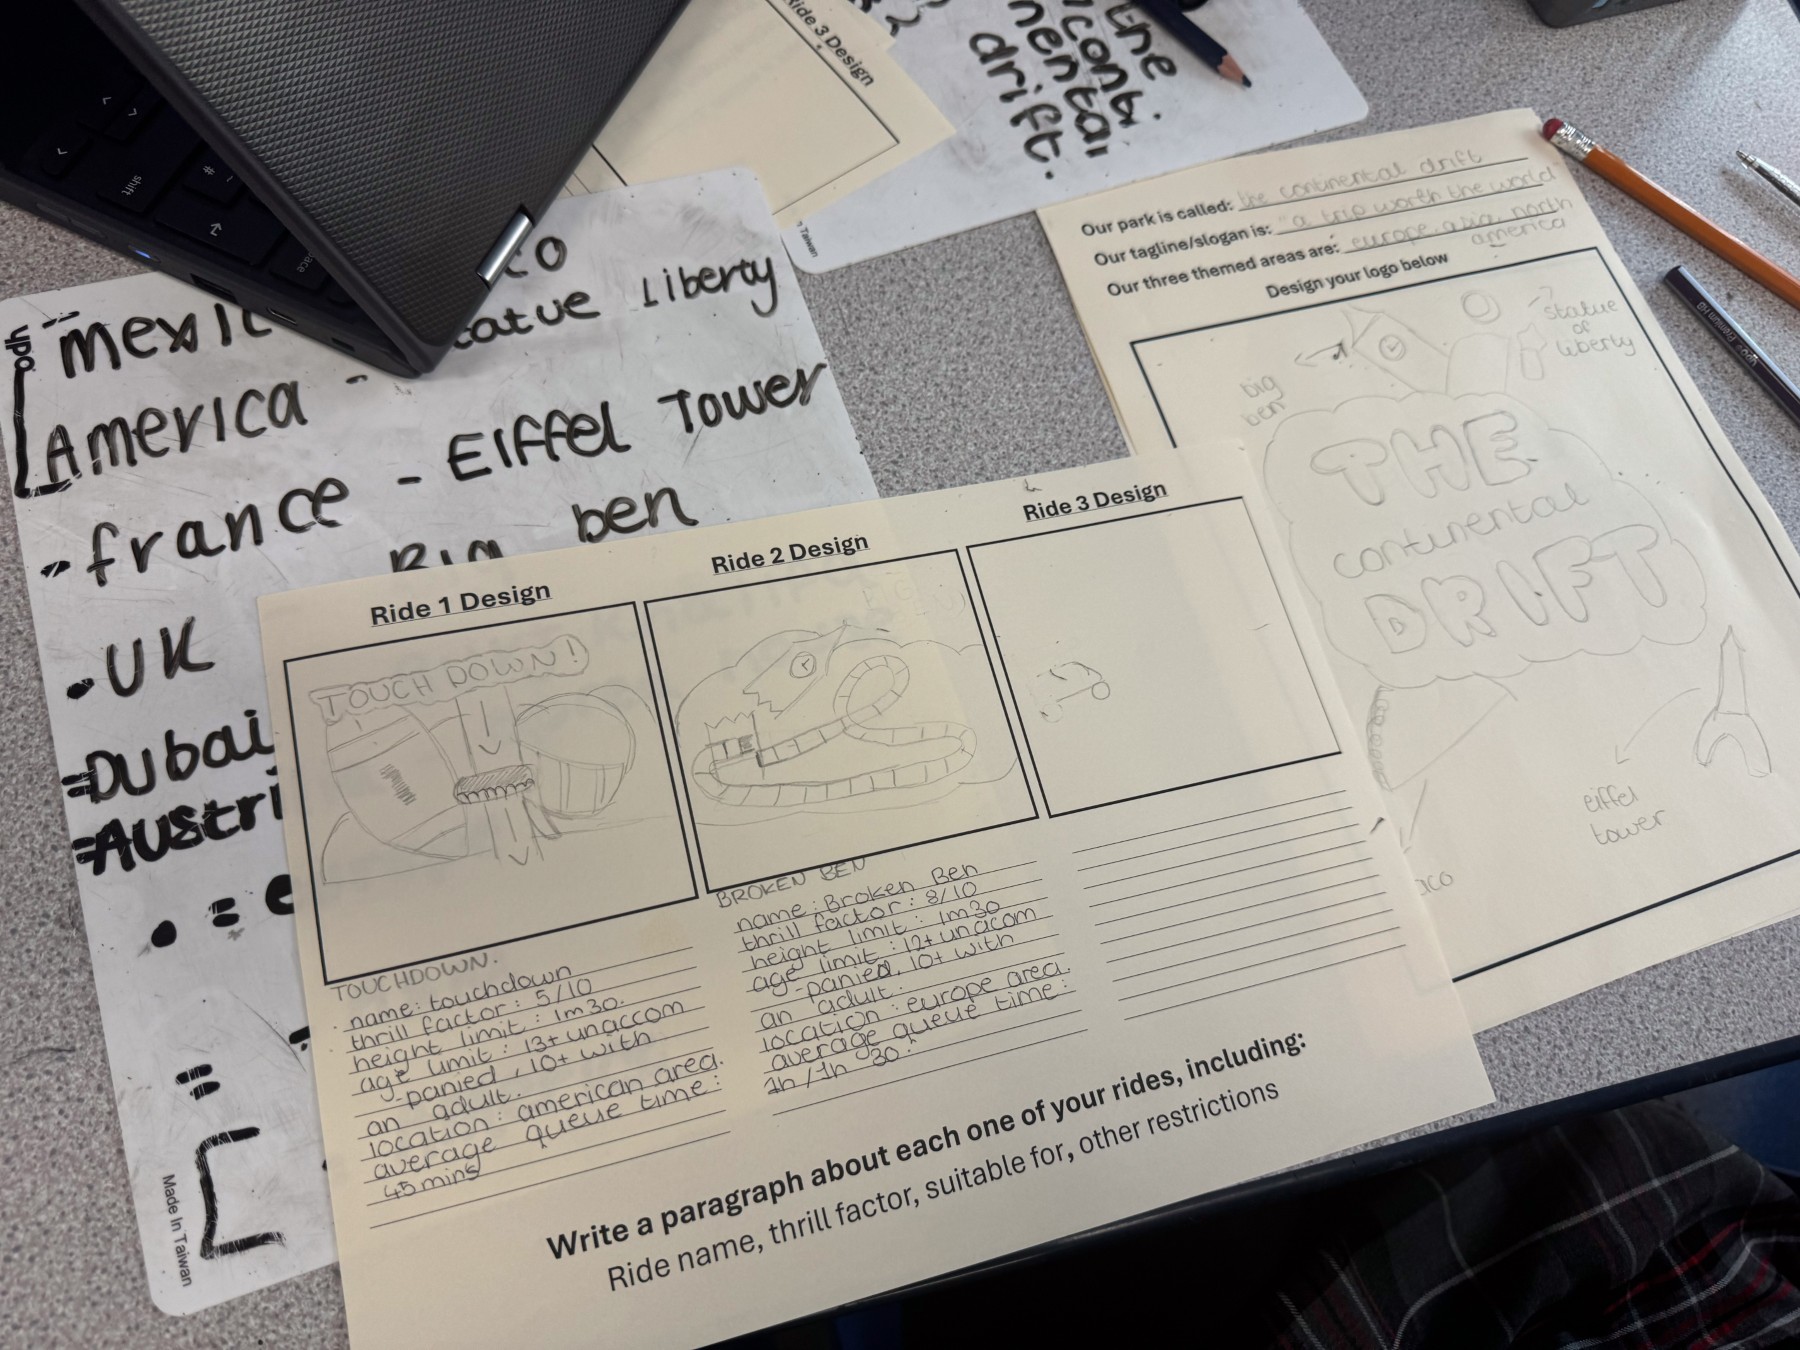 Ride 3 Design
the
conti
nental
drift.
Our park is called: the continental drift
Our tagline/slogan is: "a trip worth the world
Our three themed areas are: europe, asia, north
america
Design your logo below
big
ben
statue
of
liberty
THE
continental
DRIFT
eiffel
tower
mexic
statue Liberty
America -
- france - Eiffel Tower
Big ben
• UK
Dubai
Austri
Made In Taiwan
shift
Ride 1 Design
TOUCH DOWN!
TOUCHDOWN.
name: touchdown
thrill factor: 5/10
height limit: 1m30.
age limit: 13+ unaccom
-panied, 10+ with
an adult.
location: american area.
average queue time:
45mins
Ride 2 Design
BROKEN BEN
name: Broken Ben
thrill factor: 8/10
height limit: 1m30
age limit: 12+ unacom
-panied, 10+ with
an adult.
location: europe area.
average queue time:
1h/1h 30.
Ride 3 Design
Write a paragraph about each one of your rides, including:
Ride name, thrill factor, suitable for, other restrictions